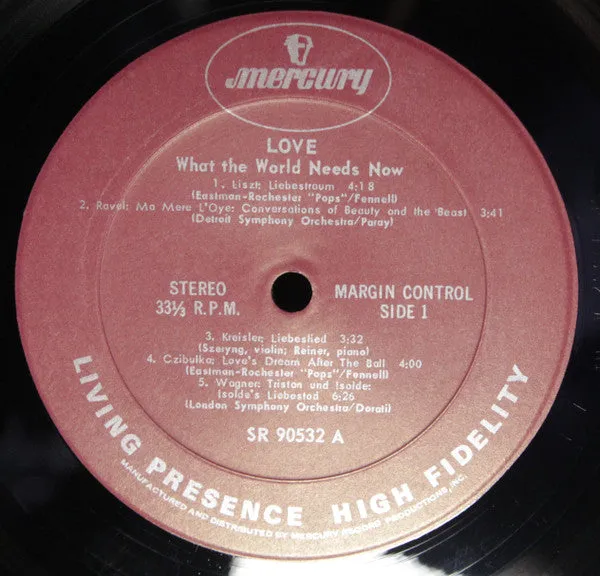 mercury
LOVE
What the World Needs Now
1. Liszt: Liebestraum 4:18
(Eastman-Rochester "Pops"/Fennell)
2. Ravel: Ma Mere L'Oye: Conversations of Beauty and the Beast 3:41
(Detroit Symphony Orchestra/Paray)
STEREO
33⅓ R.P.M.
MARGIN CONTROL
SIDE 1
3. Kreisler: Liebeslied 3:32
(Szeryng, violin; Reiner, piano)
4. Czibulka: Love's Dream After The Ball 4:00
(Eastman-Rochester "Pops"/Fennell)
5. Wagner: Tristan und Isolde:
Isolde's Liebestod 6:26
(London Symphony Orchestra/Dorati)
SR 90532 A
LIVING PRESENCE HIGH FIDELITY
MANUFACTURED AND DISTRIBUTED BY MERCURY RECORD PRODUCTIONS, INC.